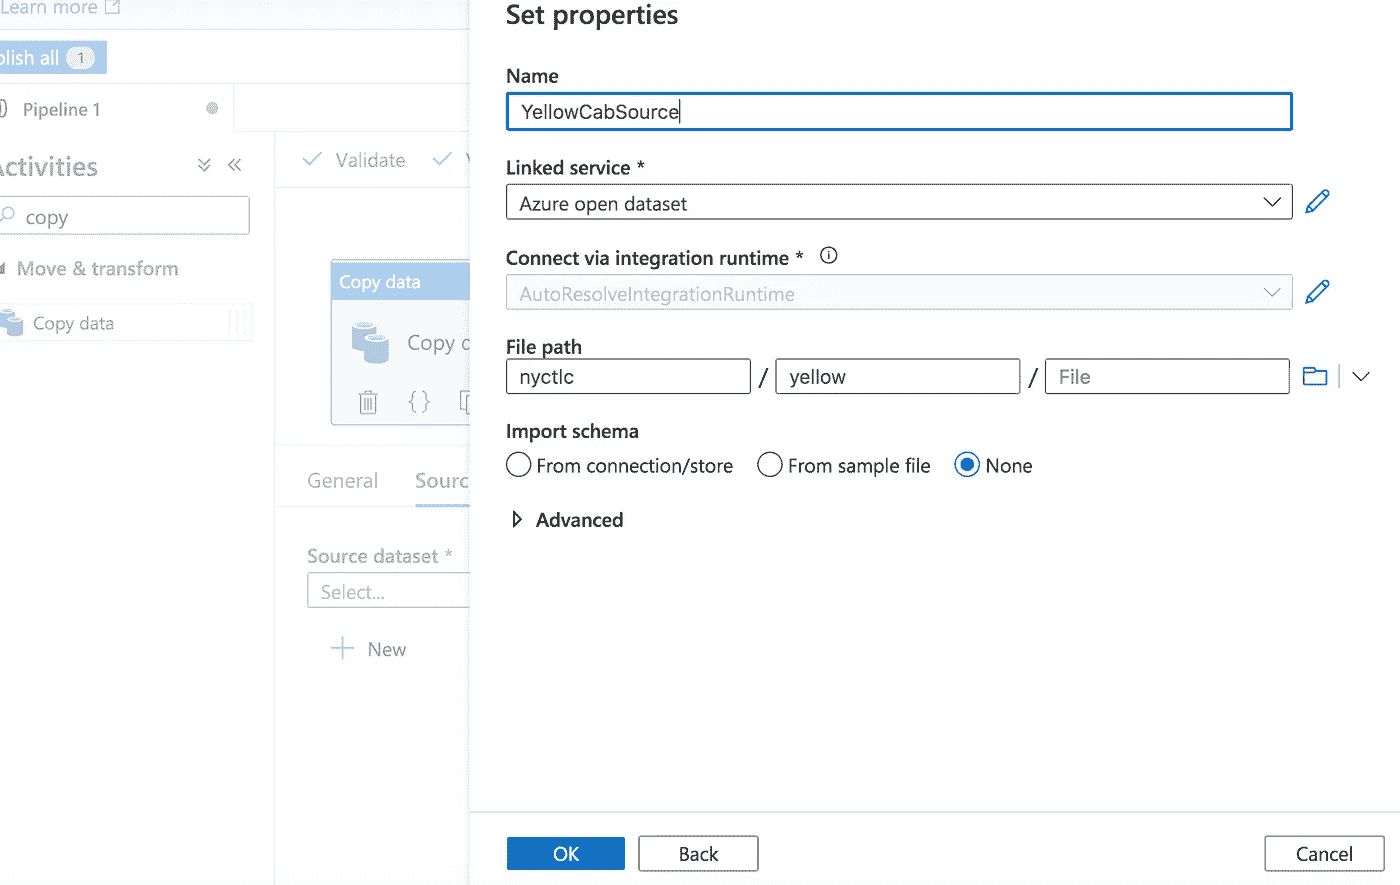 Learn more
blish all 1
Pipeline 1
Activities
copy
Move & transform
Copy data
Validate
Copy data
Copy d
General
Sourc
Source dataset *
Select...
New
Set properties
Name
YellowCabSource
Linked service *
Azure open dataset
Connect via integration runtime *
AutoResolveIntegrationRuntime
File path
nyctlc / yellow / File
Import schema
From connection/store From sample file None
Advanced
OK Back Cancel